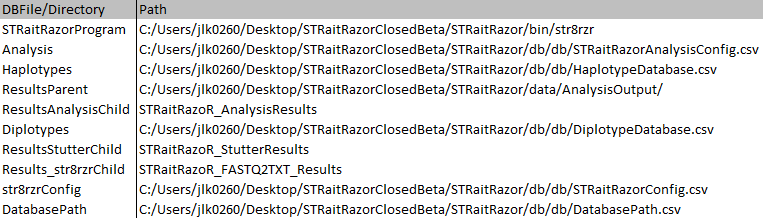 DBFile/Directory Path
STRaitRazorProgram C:/Users/jlk0260/Desktop/STRaitRazorClosedBeta/STRaitRazor/bin/str8rzr
Analysis C:/Users/jlk0260/Desktop/STRaitRazorClosedBeta/STRaitRazor/db/db/STRaitRazorAnalysisConfig.csv
Haplotypes C:/Users/jlk0260/Desktop/STRaitRazorClosedBeta/STRaitRazor/db/db/HaplotypeDatabase.csv
ResultsParent C:/Users/jlk0260/Desktop/STRaitRazorClosedBeta/STRaitRazor/data/AnalysisOutput/
ResultsAnalysisChild STRaitRazoR_AnalysisResults
Diplotypes C:/Users/jlk0260/Desktop/STRaitRazorClosedBeta/STRaitRazor/db/db/DiplotypeDatabase.csv
ResultsStutterChild STRaitRazoR_StutterResults
Results_str8rzrChild STRaitRazoR_FASTQ2TXT_Results
str8rzrConfig C:/Users/jlk0260/Desktop/STRaitRazorClosedBeta/STRaitRazor/db/db/STRaitRazorConfig.csv
DatabasePath C:/Users/jlk0260/Desktop/STRaitRazorClosedBeta/STRaitRazor/db/db/DatabasePath.csv